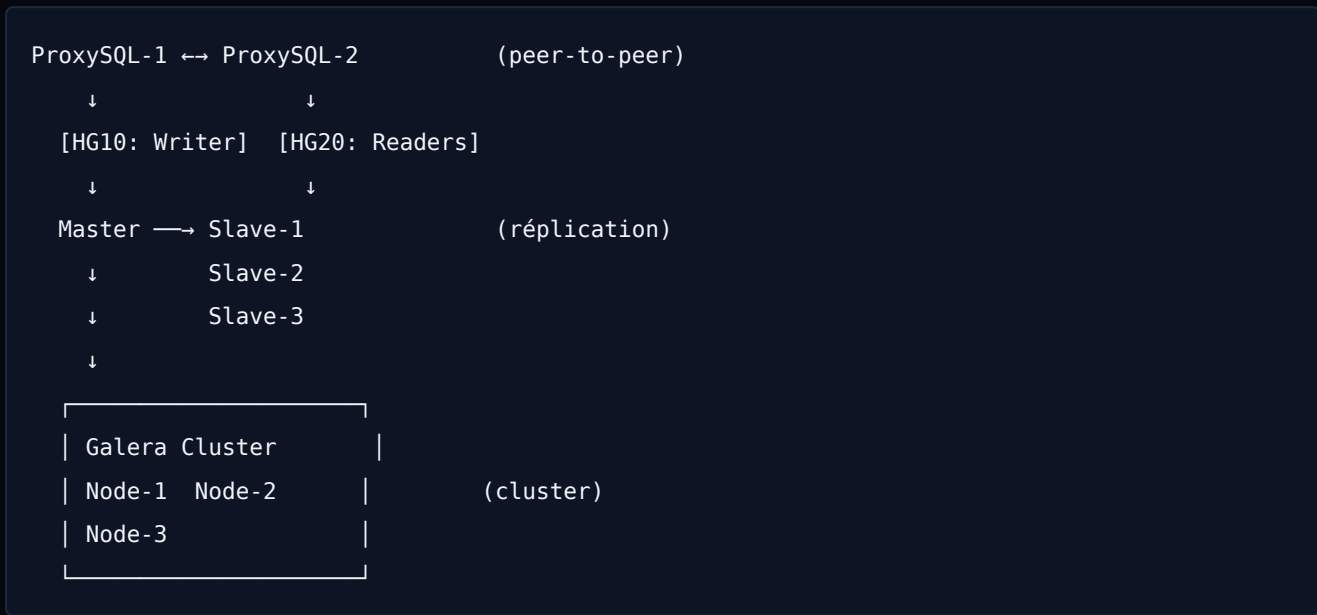 ProxySQL-1 ←→ ProxySQL-2          (peer-to-peer)
    ↓               ↓
  [HG10: Writer]  [HG20: Readers]
    ↓               ↓
  Master ──→ Slave-1              (réplication)
    ↓        Slave-2
    ↓        Slave-3
    ↓
  ┌─────────────────────┐
  │ Galera Cluster       │
  │ Node-1  Node-2      │        (cluster)
  │ Node-3              │
  └─────────────────────┘